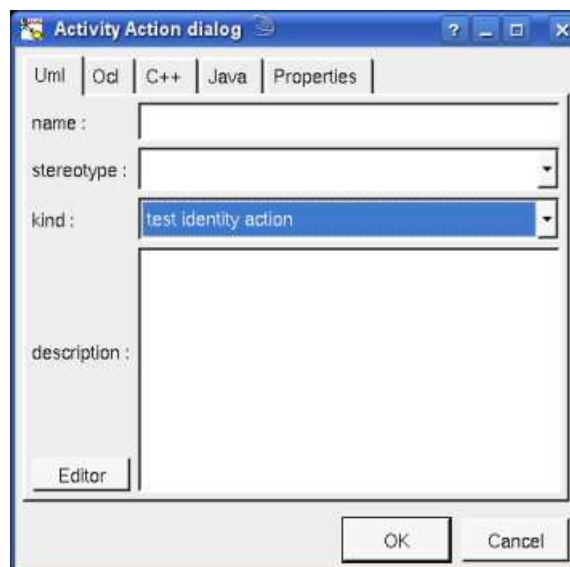 Activity Action dialog
?
Uml Ocl C++ Java Properties
name :
stereotype :
kind : test identity action
description :
Editor
OK Cancel